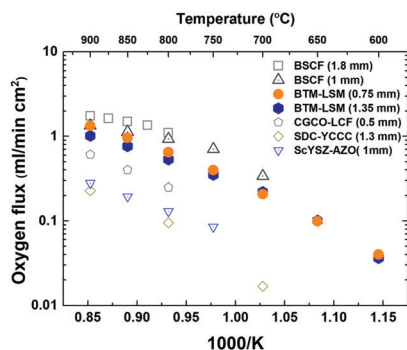 Temperature (°C)
900 850 800 750 700 650 600
Oxygen flux (ml/min cm²)
10
1
0.1
0.01
BSCF (1.8 mm)
BSCF (1 mm)
BTM-LSM (0.75 mm)
BTM-LSM (1.35 mm)
CGCO-LCF (0.5 mm)
SDC-YCCC (1.3 mm)
ScYSZ-AZO( 1mm)
0.85 0.90 0.95 1.00 1.05 1.10 1.15
1000/K